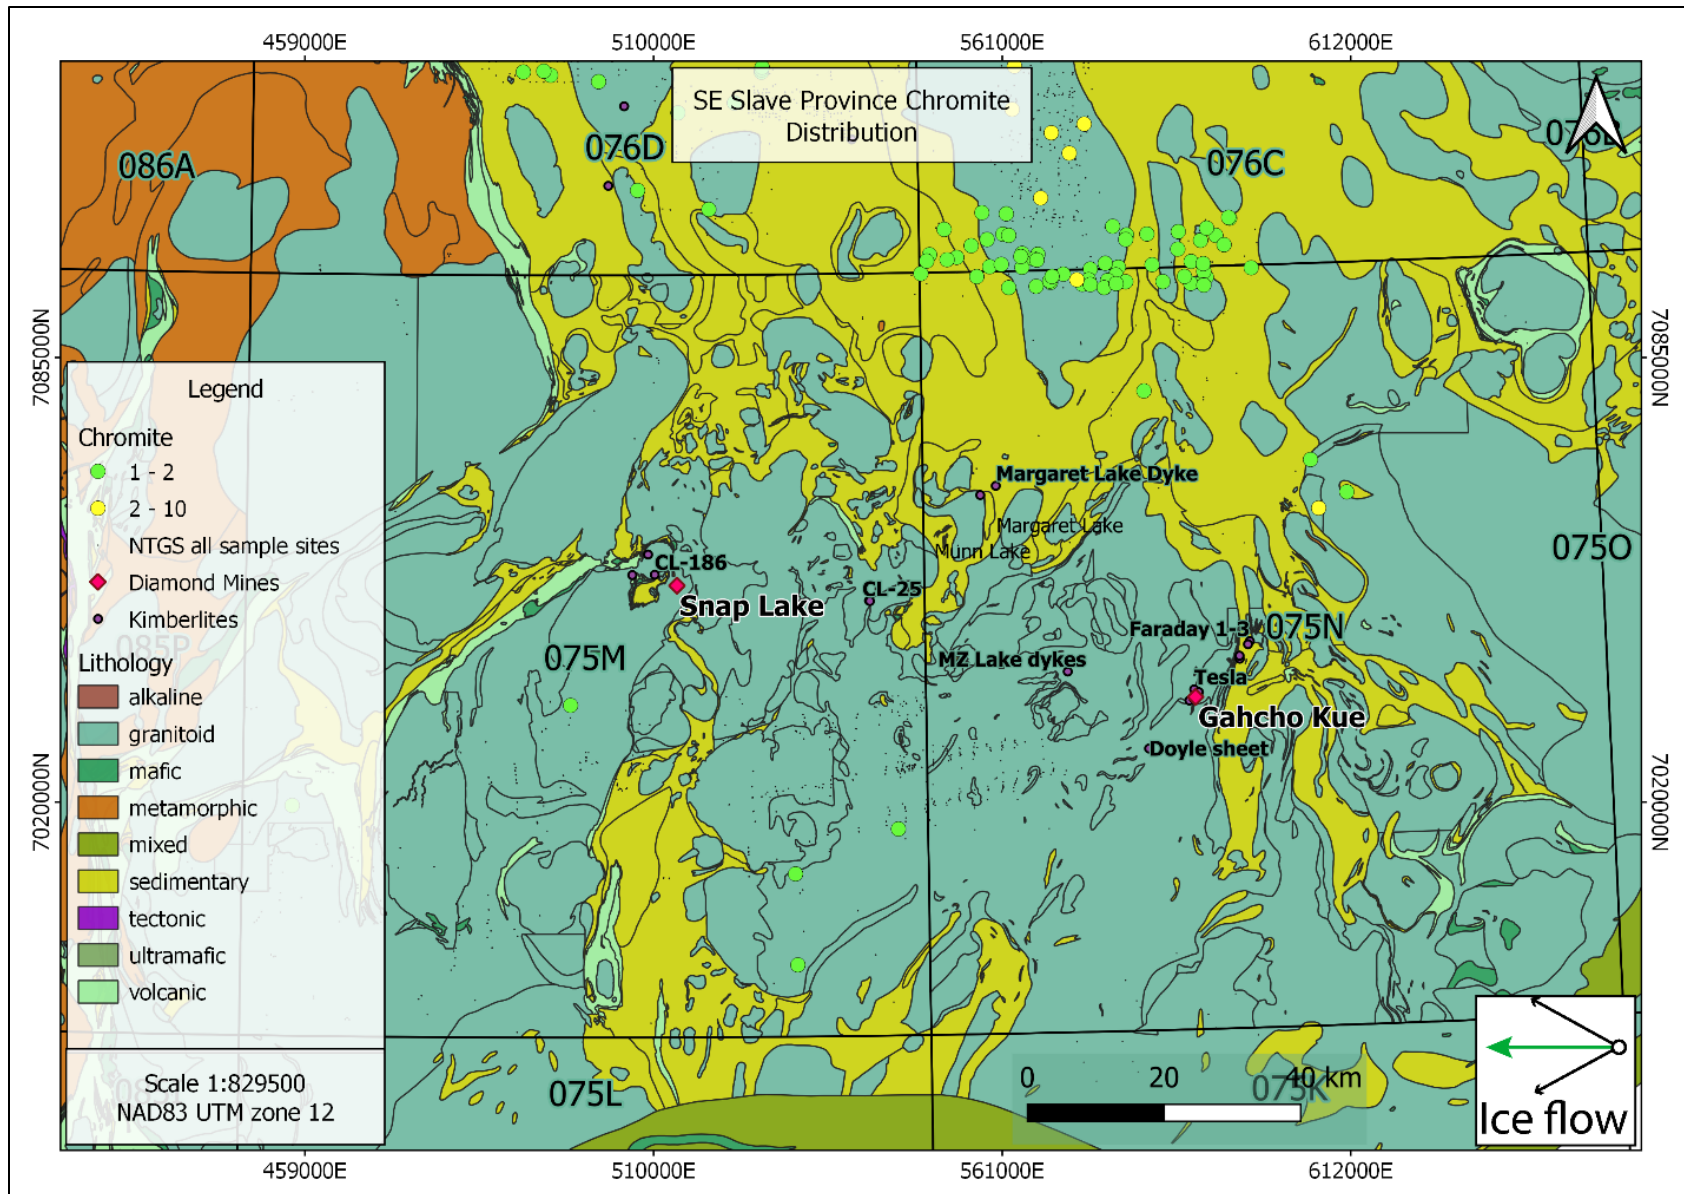 459000E
510000E
561000E
612000E
SE Slave Province Chromite
Distribution
086A
076D
076C
7085000N
7085000N
Legend
Chromite
1 - 2
2 - 10
NTGS all sample sites
Diamond Mines
Kimberlites
Lithology
alkaline
granitoid
mafic
metamorphic
mixed
sedimentary
tectonic
ultramafic
volcanic
085P
Margaret Lake Dyke
Margaret Lake
Munn Lake
CL-186
Snap Lake
CL-25
075O
075M
Faraday 1-3
075N
MZ Lake dykes
Tesla
Gahcho Kue
Doyle sheet
7020000N
7020000N
Scale 1:829500
NAD83 UTM zone 12
075L
0
20
40 km
075K
Ice flow
459000E
510000E
561000E
612000E